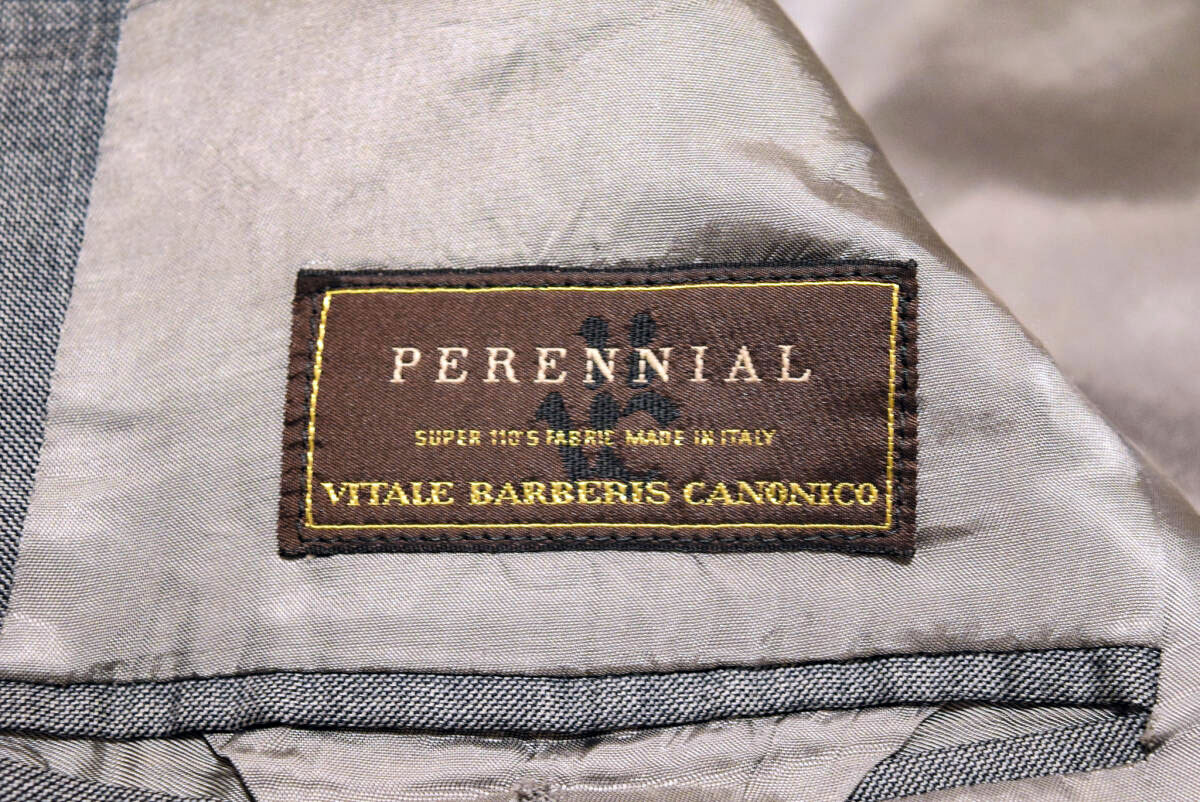 PERENNIAL
SUPER 110'S FABRIC MADE IN ITALY
VITALE BARBERIS CANONICO